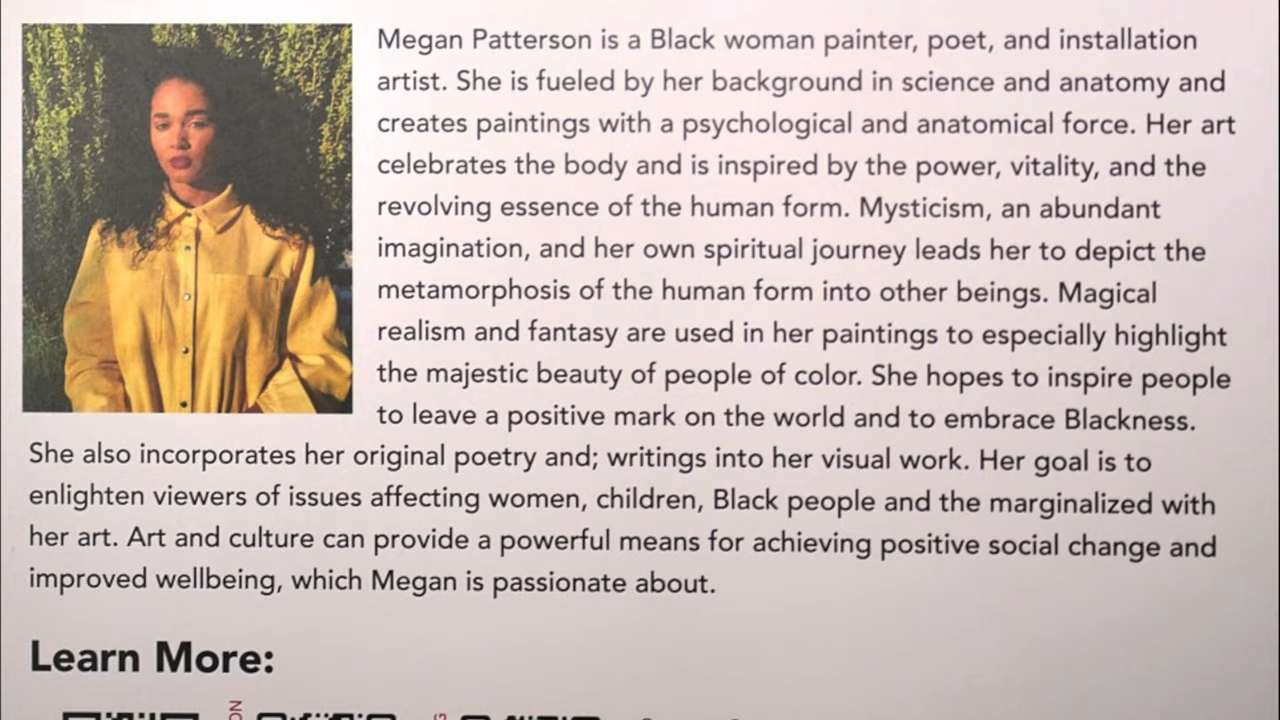 Megan Patterson is a Black woman painter, poet, and installation
artist. She is fueled by her background in science and anatomy and
creates paintings with a psychological and anatomical force. Her art
celebrates the body and is inspired by the power, vitality, and the
revolving essence of the human form. Mysticism, an abundant
imagination, and her own spiritual journey leads her to depict the
metamorphosis of the human form into other beings. Magical
realism and fantasy are used in her paintings to especially highlight
the majestic beauty of people of color. She hopes to inspire people
to leave a positive mark on the world and to embrace Blackness.
She also incorporates her original poetry and; writings into her visual work. Her goal is to
enlighten viewers of issues affecting women, children, Black people and the marginalized with
her art. Art and culture can provide a powerful means for achieving positive social change and
improved wellbeing, which Megan is passionate about.
Learn More: